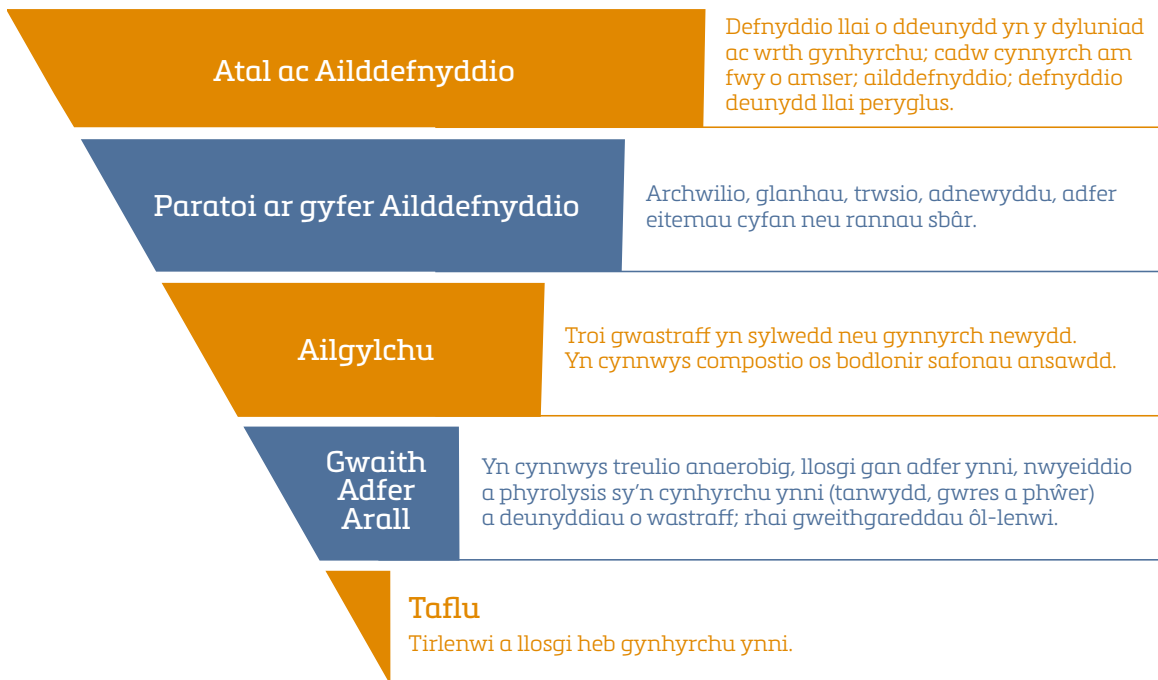 Atal ac Ailddefnyddio
Defnyddio llai o ddeunydd yn y dyluniad
ac wrth gynhyrchu; cadw cynnyrch am
fwy o amser; ailddefnyddio; defnyddio
deunydd llai peryglus.
Paratoi ar gyfer Ailddefnyddio
Archwilio, glanhau, trwsio, adnewyddu, adfer
eitemau cyfan neu rannau sbâr.
Ailgylchu
Troi gwastraff yn sylwedd neu gynnyrch newydd.
Yn cynnwys compostio os bodlonir safonau ansawdd.
Gwaith
Adfer
Arall
Yn cynnwys treulio anaerobig, llosgi gan adfer ynni, nwyeiddio
a phyrolysis sy’n cynhyrchu ynni (tanwydd, gwres a phŵer)
a deunyddiau o wastraff; rhai gweithgareddau ôl-lenwi.
Taflu
Tirlenwi a llosgi heb gynhyrchu ynni.